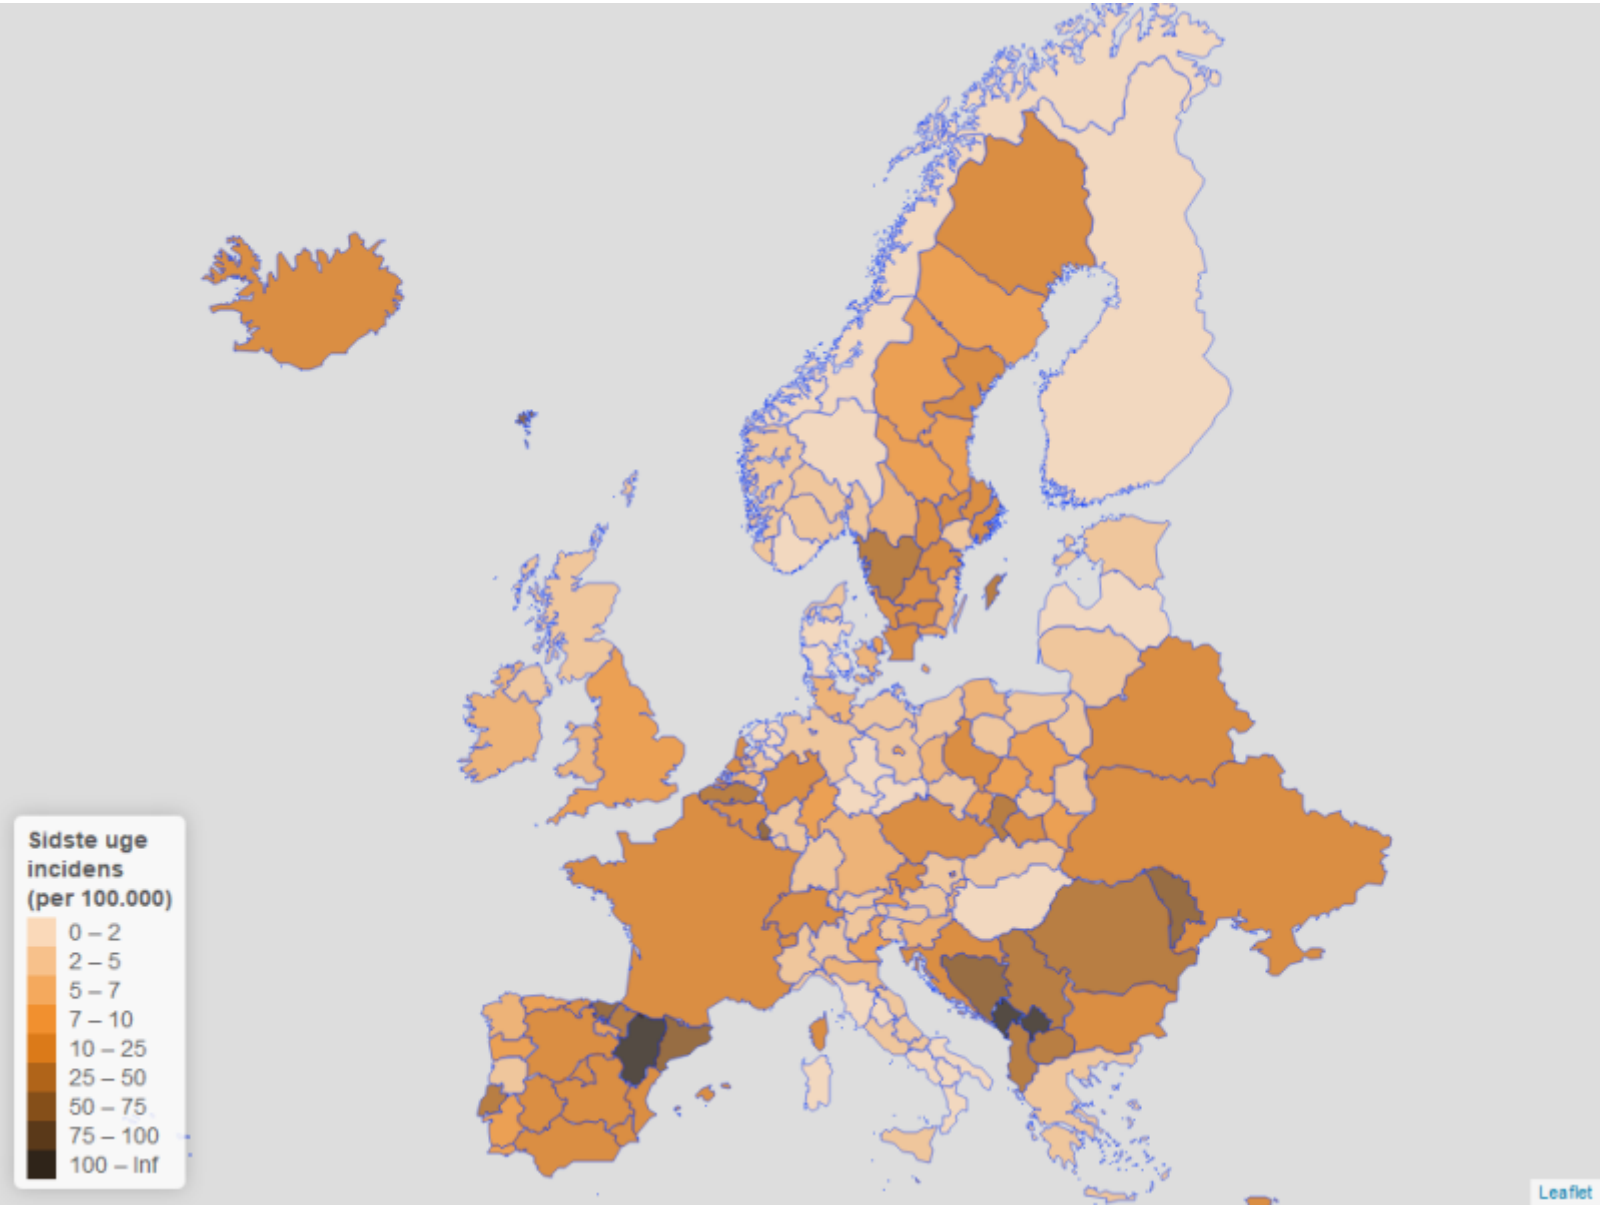 Sidste uge
incidens
(per 100.000)
0 – 2
2 – 5
5 – 7
7 – 10
10 – 25
25 – 50
50 – 75
75 – 100
100 – Inf
Leaflet